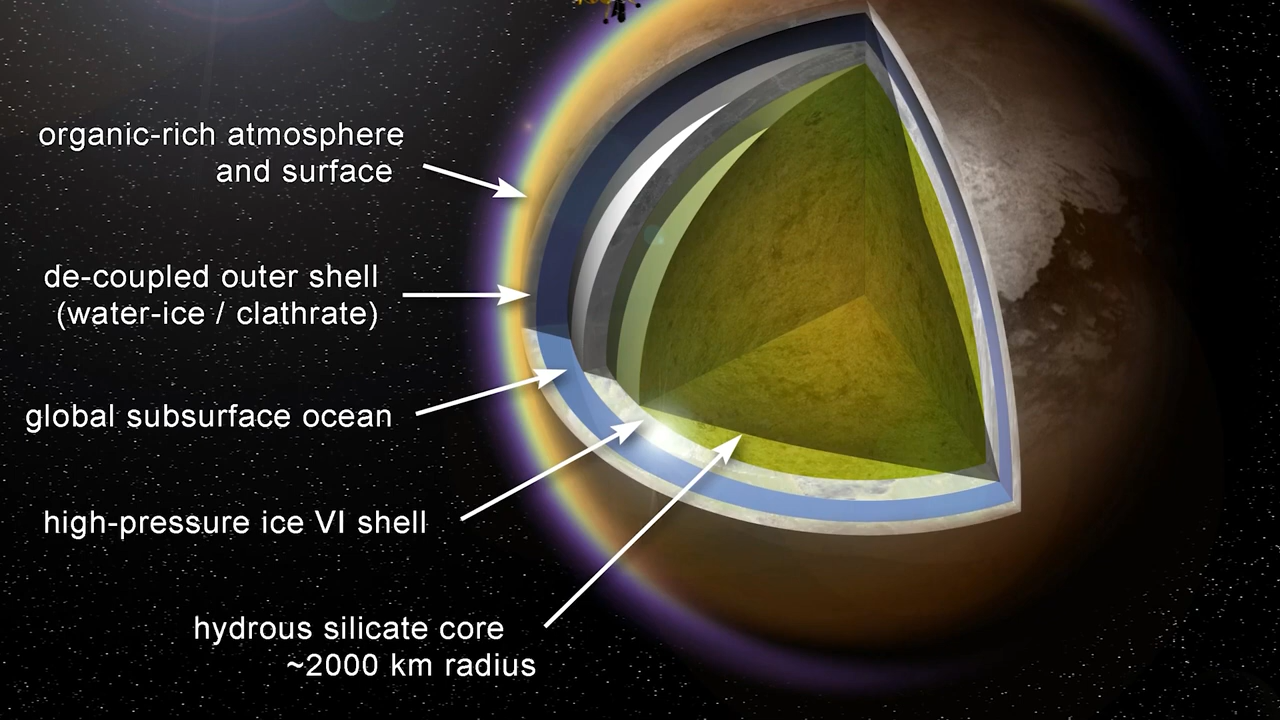 organic-rich atmosphere
and surface
de-coupled outer shell
(water-ice / clathrate)
global subsurface ocean
high-pressure ice VI shell
hydrous silicate core
~2000 km radius